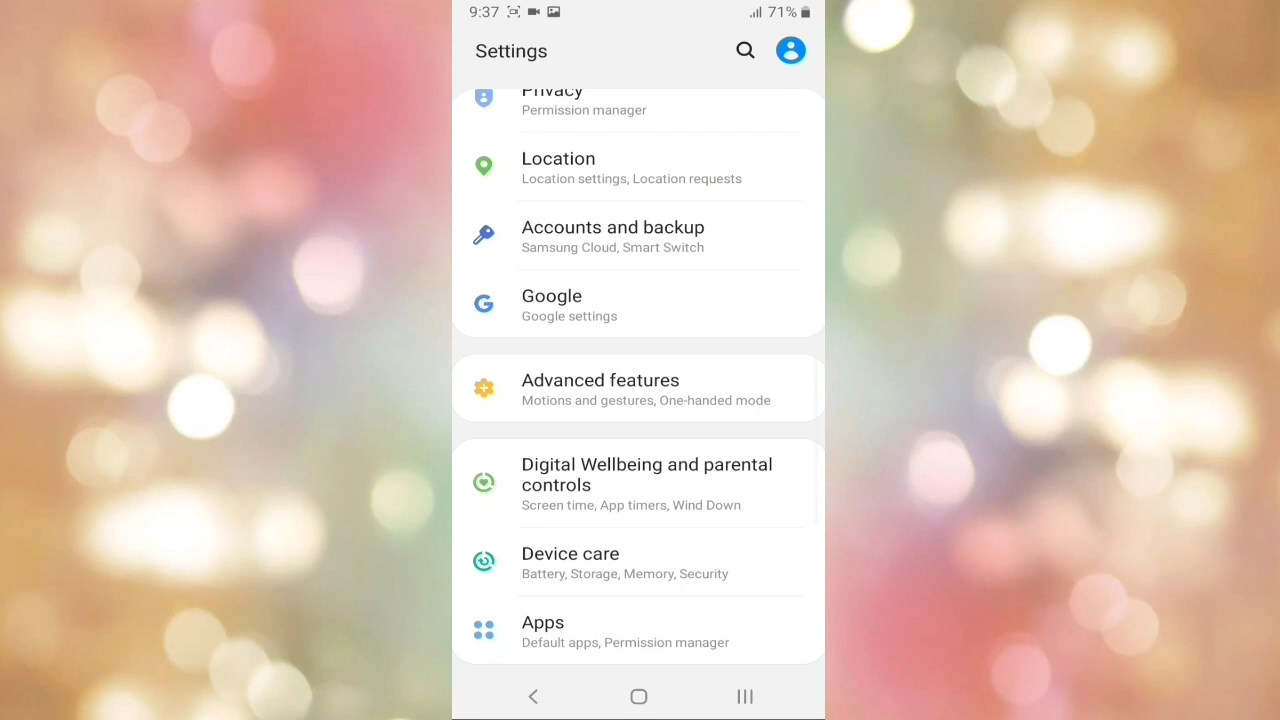 9:37 71%
Settings
Privacy
Permission manager
Location
Location settings, Location requests
Accounts and backup
Samsung Cloud, Smart Switch
Google
Google settings
Advanced features
Motions and gestures, One-handed mode
Digital Wellbeing and parental
controls
Screen time, App timers, Wind Down
Device care
Battery, Storage, Memory, Security
Apps
Default apps, Permission manager